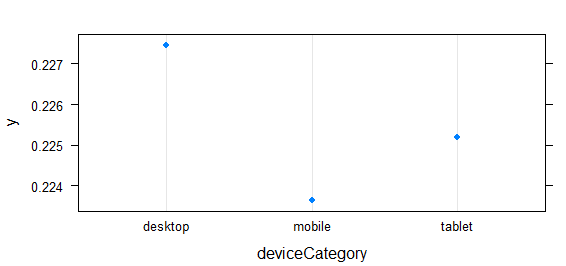 0.227
0.226
0.225
0.224
y
desktop mobile tablet
deviceCategory